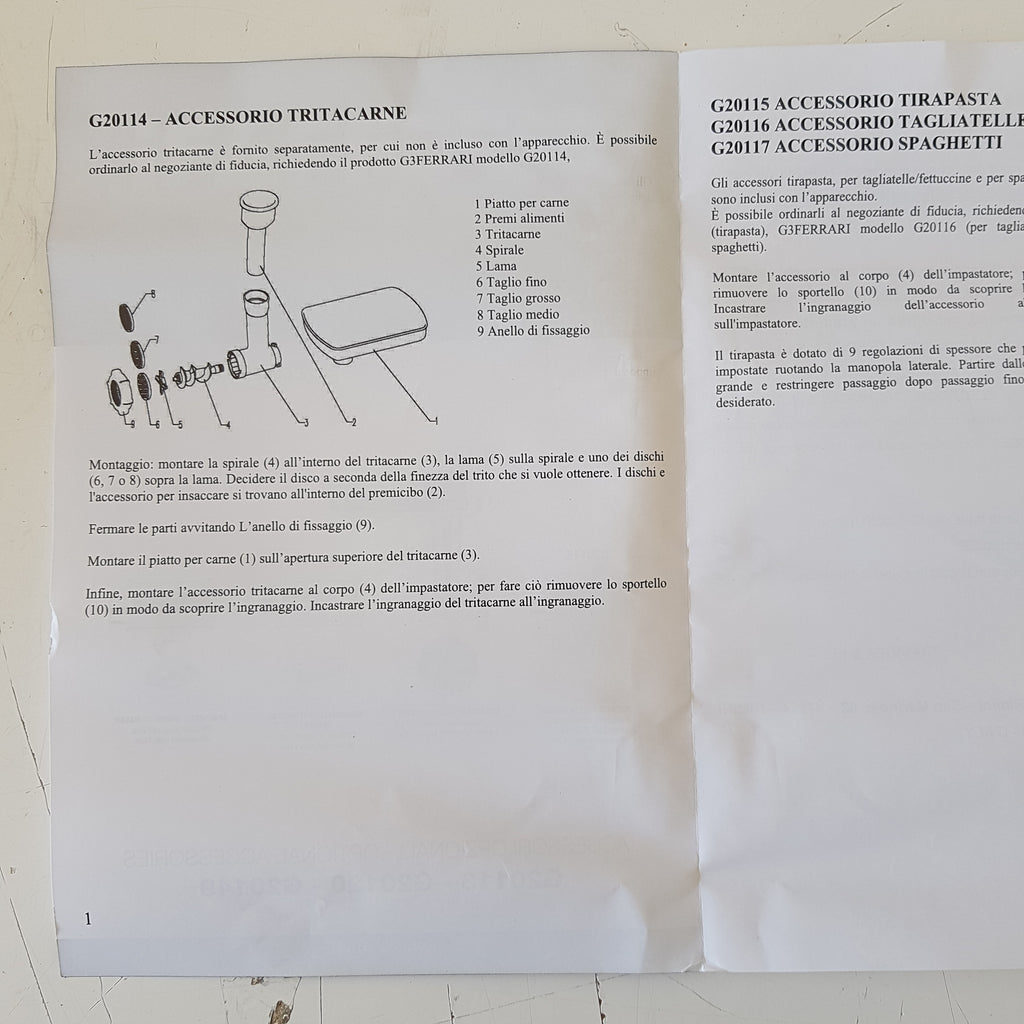 G20114 – ACCESSORIO TRITACARNE
L'accessorio tritacarne è fornito separatamente, per cui non è incluso con l'apparecchio. È possibile
ordinarlo al negoziante di fiducia, richiedendo il prodotto G3FERRARI modello G20114,
1 Piatto per carne
2 Premi alimenti
3 Tritacarne
4 Spirale
5 Lama
6 Taglio fino
7 Taglio grosso
8 Taglio medio
9 Anello di fissaggio
8
7
9 6 5 4 3 2 1
Montaggio: montare la spirale (4) all'interno del tritacarne (3), la lama (5) sulla spirale e uno dei dischi
(6, 7 o 8) sopra la lama. Decidere il disco a seconda della finezza del trito che si vuole ottenere. I dischi e
l'accessorio per insaccare si trovano all'interno del premicibo (2).
Fermare le parti avvitando L'anello di fissaggio (9).
Montare il piatto per carne (1) sull'apertura superiore del tritacarne (3).
Infine, montare l'accessorio tritacarne al corpo (4) dell'impastatore; per fare ciò rimuovere lo sportello
(10) in modo da scoprire l'ingranaggio. Incastrare l'ingranaggio del tritacarne all'ingranaggio.
1
G20115 ACCESSORIO TIRAPASTA
G20116 ACCESSORIO TAGLIATELLE
G20117 ACCESSORIO SPAGHETTI
Gli accessori tirapasta, per tagliatelle/fettuccine e per spa
sono inclusi con l'apparecchio.
È possibile ordinarli al negoziante di fiducia, richieden
(tirapasta), G3FERRARI modello G20116 (per taglia
spaghetti).
Montare l'accessorio al corpo (4) dell'impastatore;
rimuovere lo sportello (10) in modo da scoprire
Incastrare l'ingranaggio dell'accessorio a
sull'impastatore.
Il tirapasta è dotato di 9 regolazioni di spessore che
impostate ruotando la manopola laterale. Partire dall
grande e restringere passaggio dopo passaggio fino
desiderato.